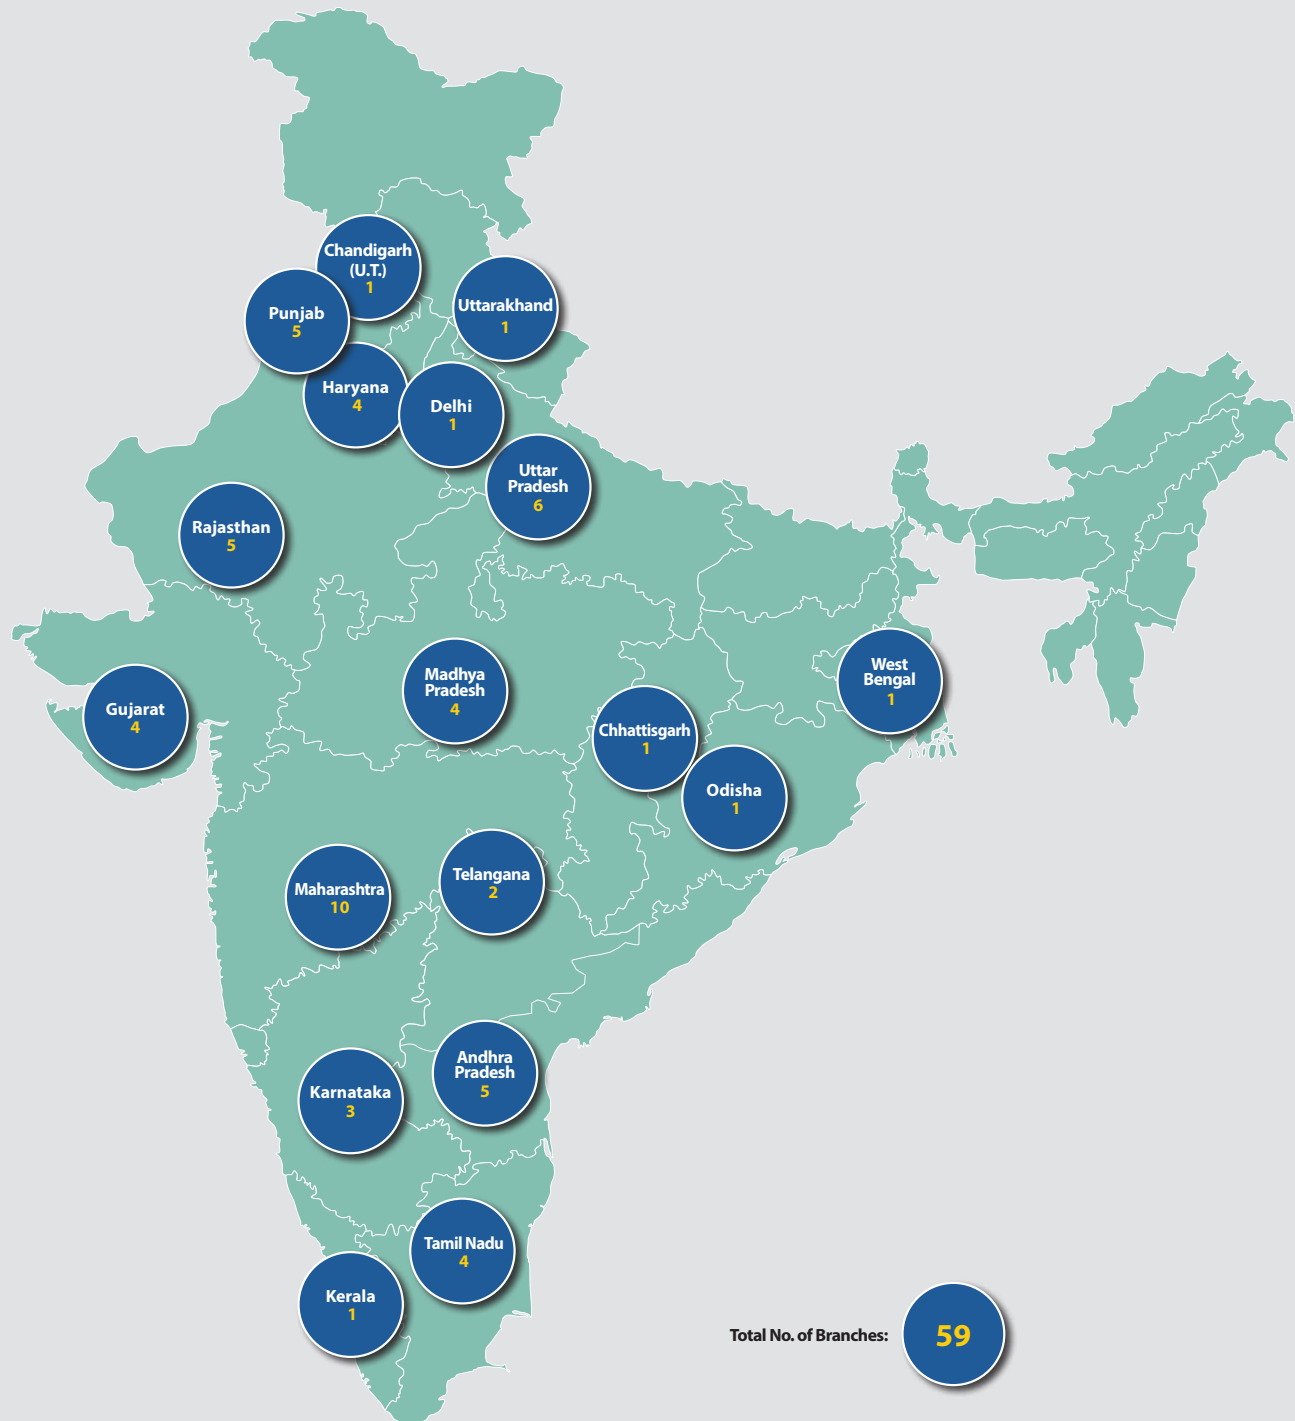 Chandigarh
(U.T.)
1
Punjab
5
Uttarakhand
1
Haryana
4
Delhi
1
Uttar
Pradesh
6
Rajasthan
5
Gujarat
4
Madhya
Pradesh
4
West
Bengal
1
Chhattisgarh
1
Odisha
1
Maharashtra
10
Telangana
2
Andhra
Pradesh
5
Karnataka
3
Tamil Nadu
4
Kerala
1
Total No. of Branches:
59